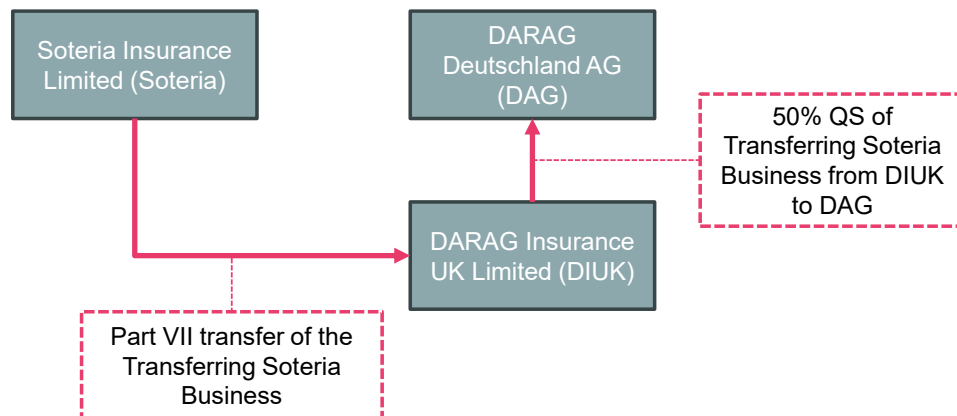 Soteria Insurance
Limited (Soteria)
DARAG
Deutschland AG
(DAG)
50% QS of
Transferring Soteria
Business from DIUK
to DAG
DARAG Insurance
UK Limited (DIUK)
Part VII transfer of the
Transferring Soteria
Business